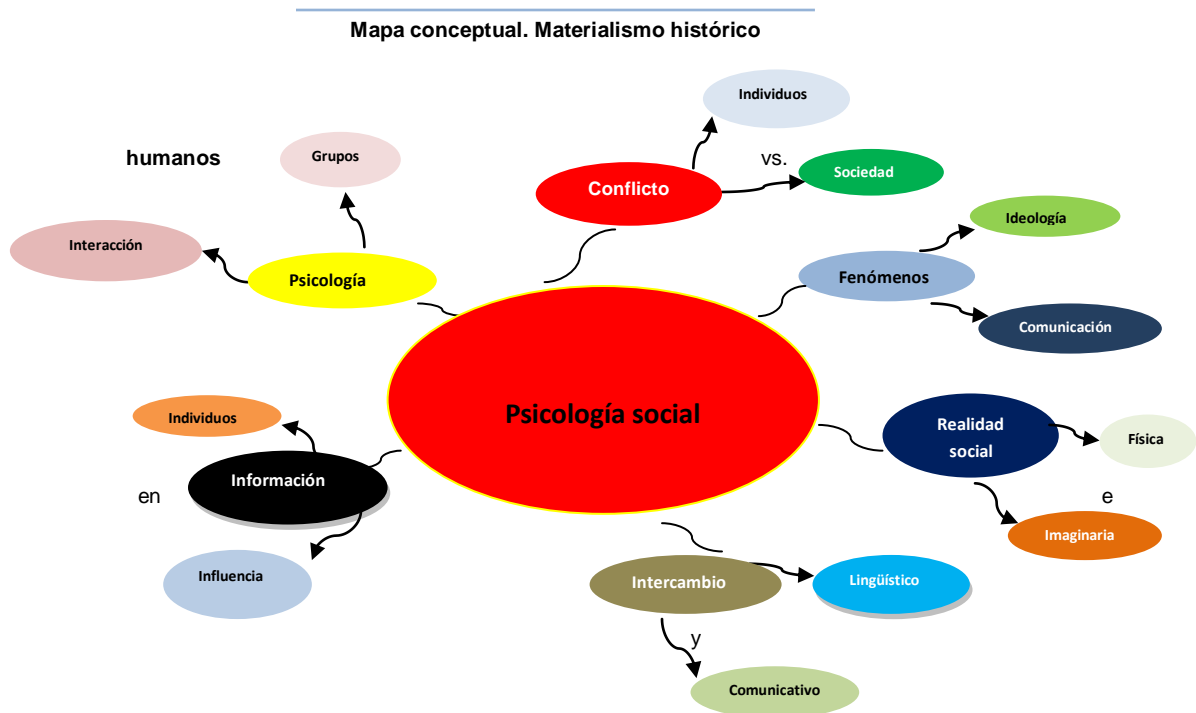 Mapa conceptual. Materialismo histórico
Individuos
humanos
Grupos
vs.
Conflicto
Sociedad
Ideología
Interacción
Psicología
Fenómenos
Comunicación
Psicología social
Individuos
Realidad
social
Física
Información
en
e
Imaginaria
Influencia
Intercambio
Lingüístico
y
Comunicativo